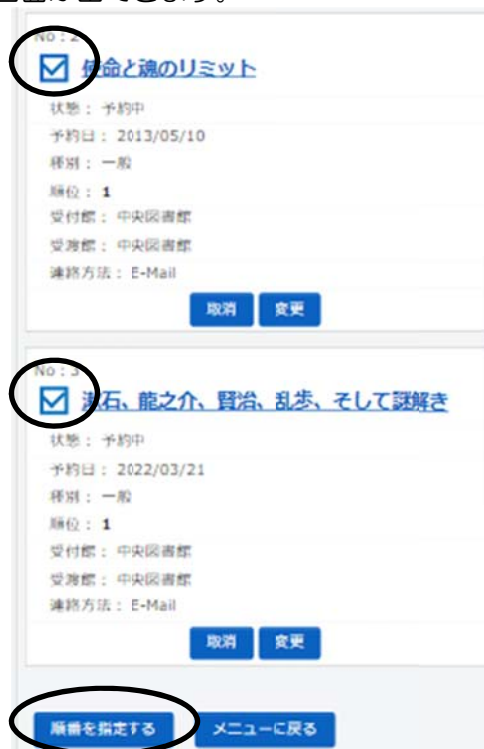 No : 2
使命と魂のリミット
状態： 予約中
予約日： 2013/05/10
種別： 一般
順位： 1
受付館： 中央図書館
受渡館： 中央図書館
連絡方法： E-Mail
取消 変更
No : 3
漱石、龍之介、賢治、乱歩、そして謎解き
状態： 予約中
予約日： 2022/03/21
種別： 一般
順位： 1
受付館： 中央図書館
受渡館： 中央図書館
連絡方法： E-Mail
取消 変更
順番を指定する メニューに戻る